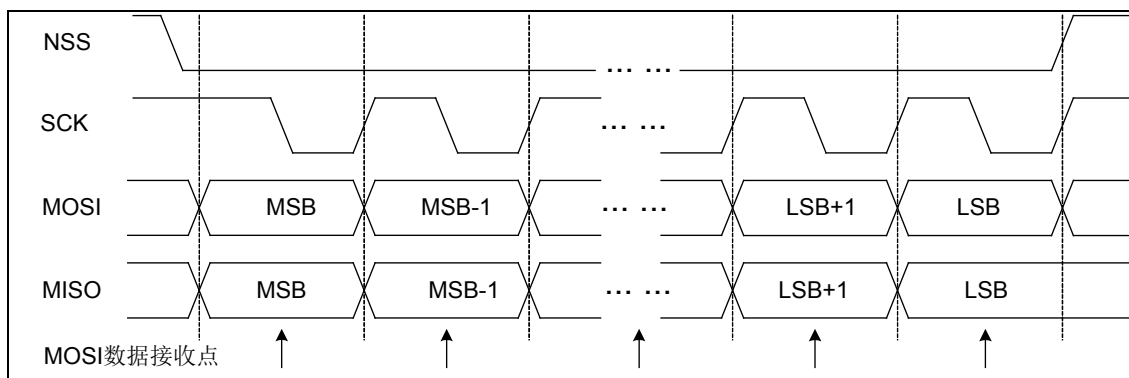 NSS
... ...
SCK
... ...
MOSI MSB MSB-1 ... ... LSB+1 LSB
MISO MSB MSB-1 ... ... LSB+1 LSB
MOSI数据接收点